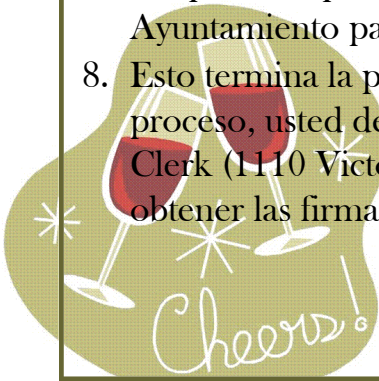 Ayuntamiento pa
8. Esto termina la p
proceso, usted de
Clerk (1110 Victo
obtener las firma
Cheers!